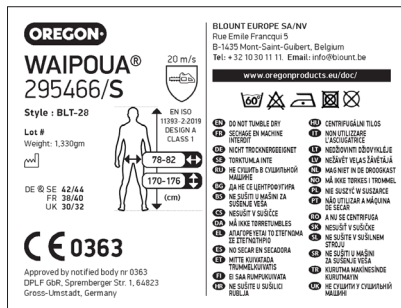 OREGON®
WAIPOUA®
295466/S
20 m/s
Style : BLT-28
EN ISO
11393-2:2019
DESIGN A
CLASS 1
Lot #
Weight: 1,330gm
78-82
170-176
(cm)
DE & SE 42/44
FR 38/40
UK 30/32
CE 0363
Approved by notified body nr 0363
DPLF GbR, Spremberger Str. 1, 64823
Gross-Umstadt, Germany
BLOUNT EUROPE SA/NV
Rue Emile Francqui 5
B-1435 Mont-Saint-Guibert, Belgium
Tel: +32 10 30 11 11. Email: info@blount.be
www.oregonproducts.eu/doc/
60°
EN DO NOT TUMBLE DRY
FR SECHAGE EN MACHINE
INTERDIT
DE NICHT TROCKNERGEEIGNET
SE TORKTUMLA INTE
RU НЕ СУШИТЬ В СУШИЛЬНОЙ
МАШИНЕ
BG ДА НЕ СЕ ЦЕНТРОФУГИРА
BS NE SUŠITI U MAŠINI ZA
SUŠENJE VEŠA
CS NESUŠIT V SUŠIČCE
DA MÅ IKKE TØRRETUMBLES
EL ΑΠΑΓΟΡΕΥΕΤΑΙ ΤΟ ΣΤΕΓΝΩΜΑ
ΣΕ ΣΤΕΓΝΩΤΗΡΙΟ
ES NO SECAR EN SECADORA
ET MITTE KUIVATADA
TRUMMELKUIVATIS
FI EI SAA RUMPUKUIVATA
HR NE SUŠITE U SUŠILICI
RUBLJA
HU CENTRIFUGÁLNI TILOS
IT NON UTILIZZARE
L'ASCIUGATRICE
LT NEDŽIOVINTI DŽIOVYKLĖJE
LV NEŽĀVĒT VEĻAS ŽĀVĒTĀJĀ
NL MAG NIET IN DE DROOGKAST
NO MÅ IKKE TØRKES I TROMMEL
PL NIE SUSZYĆ W SUSZARCE
PT NÃO UTILIZAR A MÁQUINA
DE SECAR
RO A NU SE CENTRIFUGA
SK NESUŠIŤ V SUŠIČKE
SL NE SUŠITE V SUŠILNEM
STROJU
SR NE SUŠITI U MAŠINI
ZA SUŠENJE VEŠA
TR KURUTMA MAKİNESİNDE
KURUTMAYIN
UK НЕ СУШИТИ У СУШИЛЬНІЙ
МАШИНІ